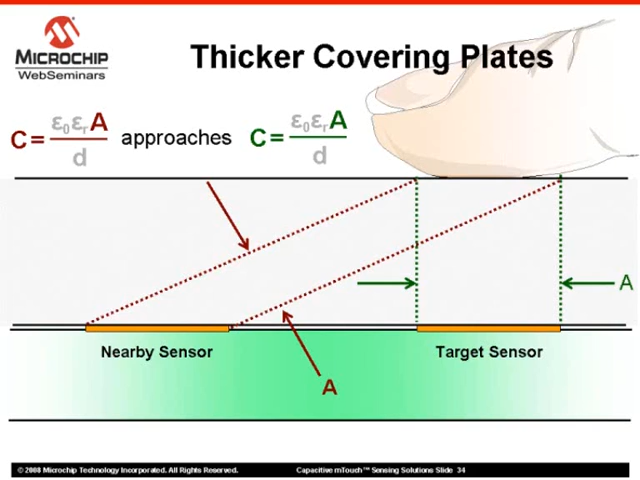 MICROCHIP
WebSeminars
Thicker Covering Plates
C = ε0εrA / d approaches C = ε0εrA / d
A
Nearby Sensor
Target Sensor
A
© 2008 Microchip Technology Incorporated. All Rights Reserved.
Capacitive mTouch™ Sensing Solutions Slide 34